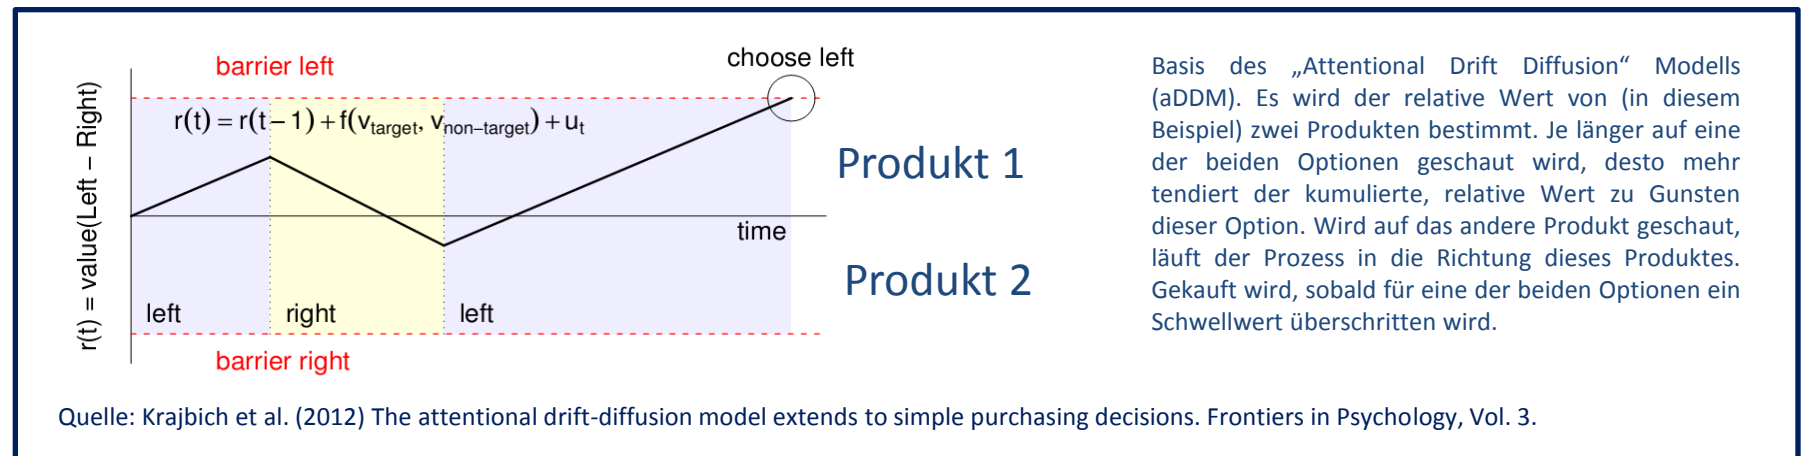 choose left
barrier left
r(t) = r(t−1) + f(v_target, v_non−target) + u_t
r(t) = value(Left − Right)
Produkt 1
time
Produkt 2
left right left
barrier right
Basis des „Attentional Drift Diffusion“ Modells
(aDDM). Es wird der relative Wert von (in diesem
Beispiel) zwei Produkten bestimmt. Je länger auf eine
der beiden Optionen geschaut wird, desto mehr
tendiert der kumulierte, relative Wert zu Gunsten
dieser Option. Wird auf das andere Produkt geschaut,
läuft der Prozess in die Richtung dieses Produktes.
Gekauft wird, sobald für eine der beiden Optionen ein
Schwellwert überschritten wird.
Quelle: Krajbich et al. (2012) The attentional drift-diffusion model extends to simple purchasing decisions. Frontiers in Psychology, Vol. 3.